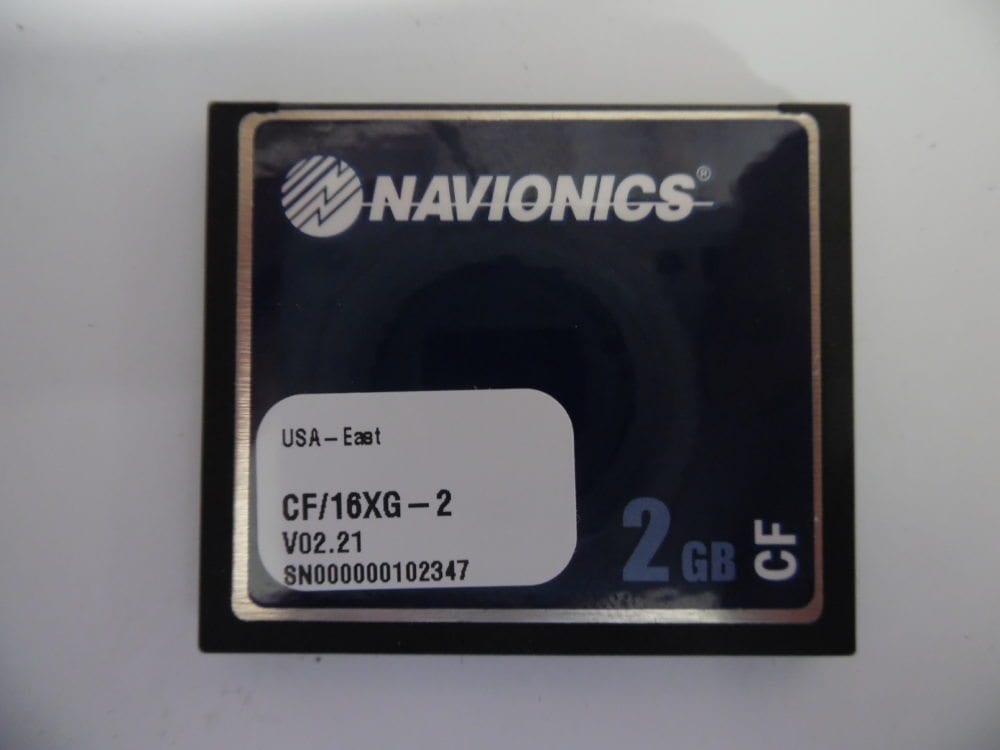 NAVIONICS®
USA-East
CF/16XG-2
V02.21
SN000000102347
2 GB
CF